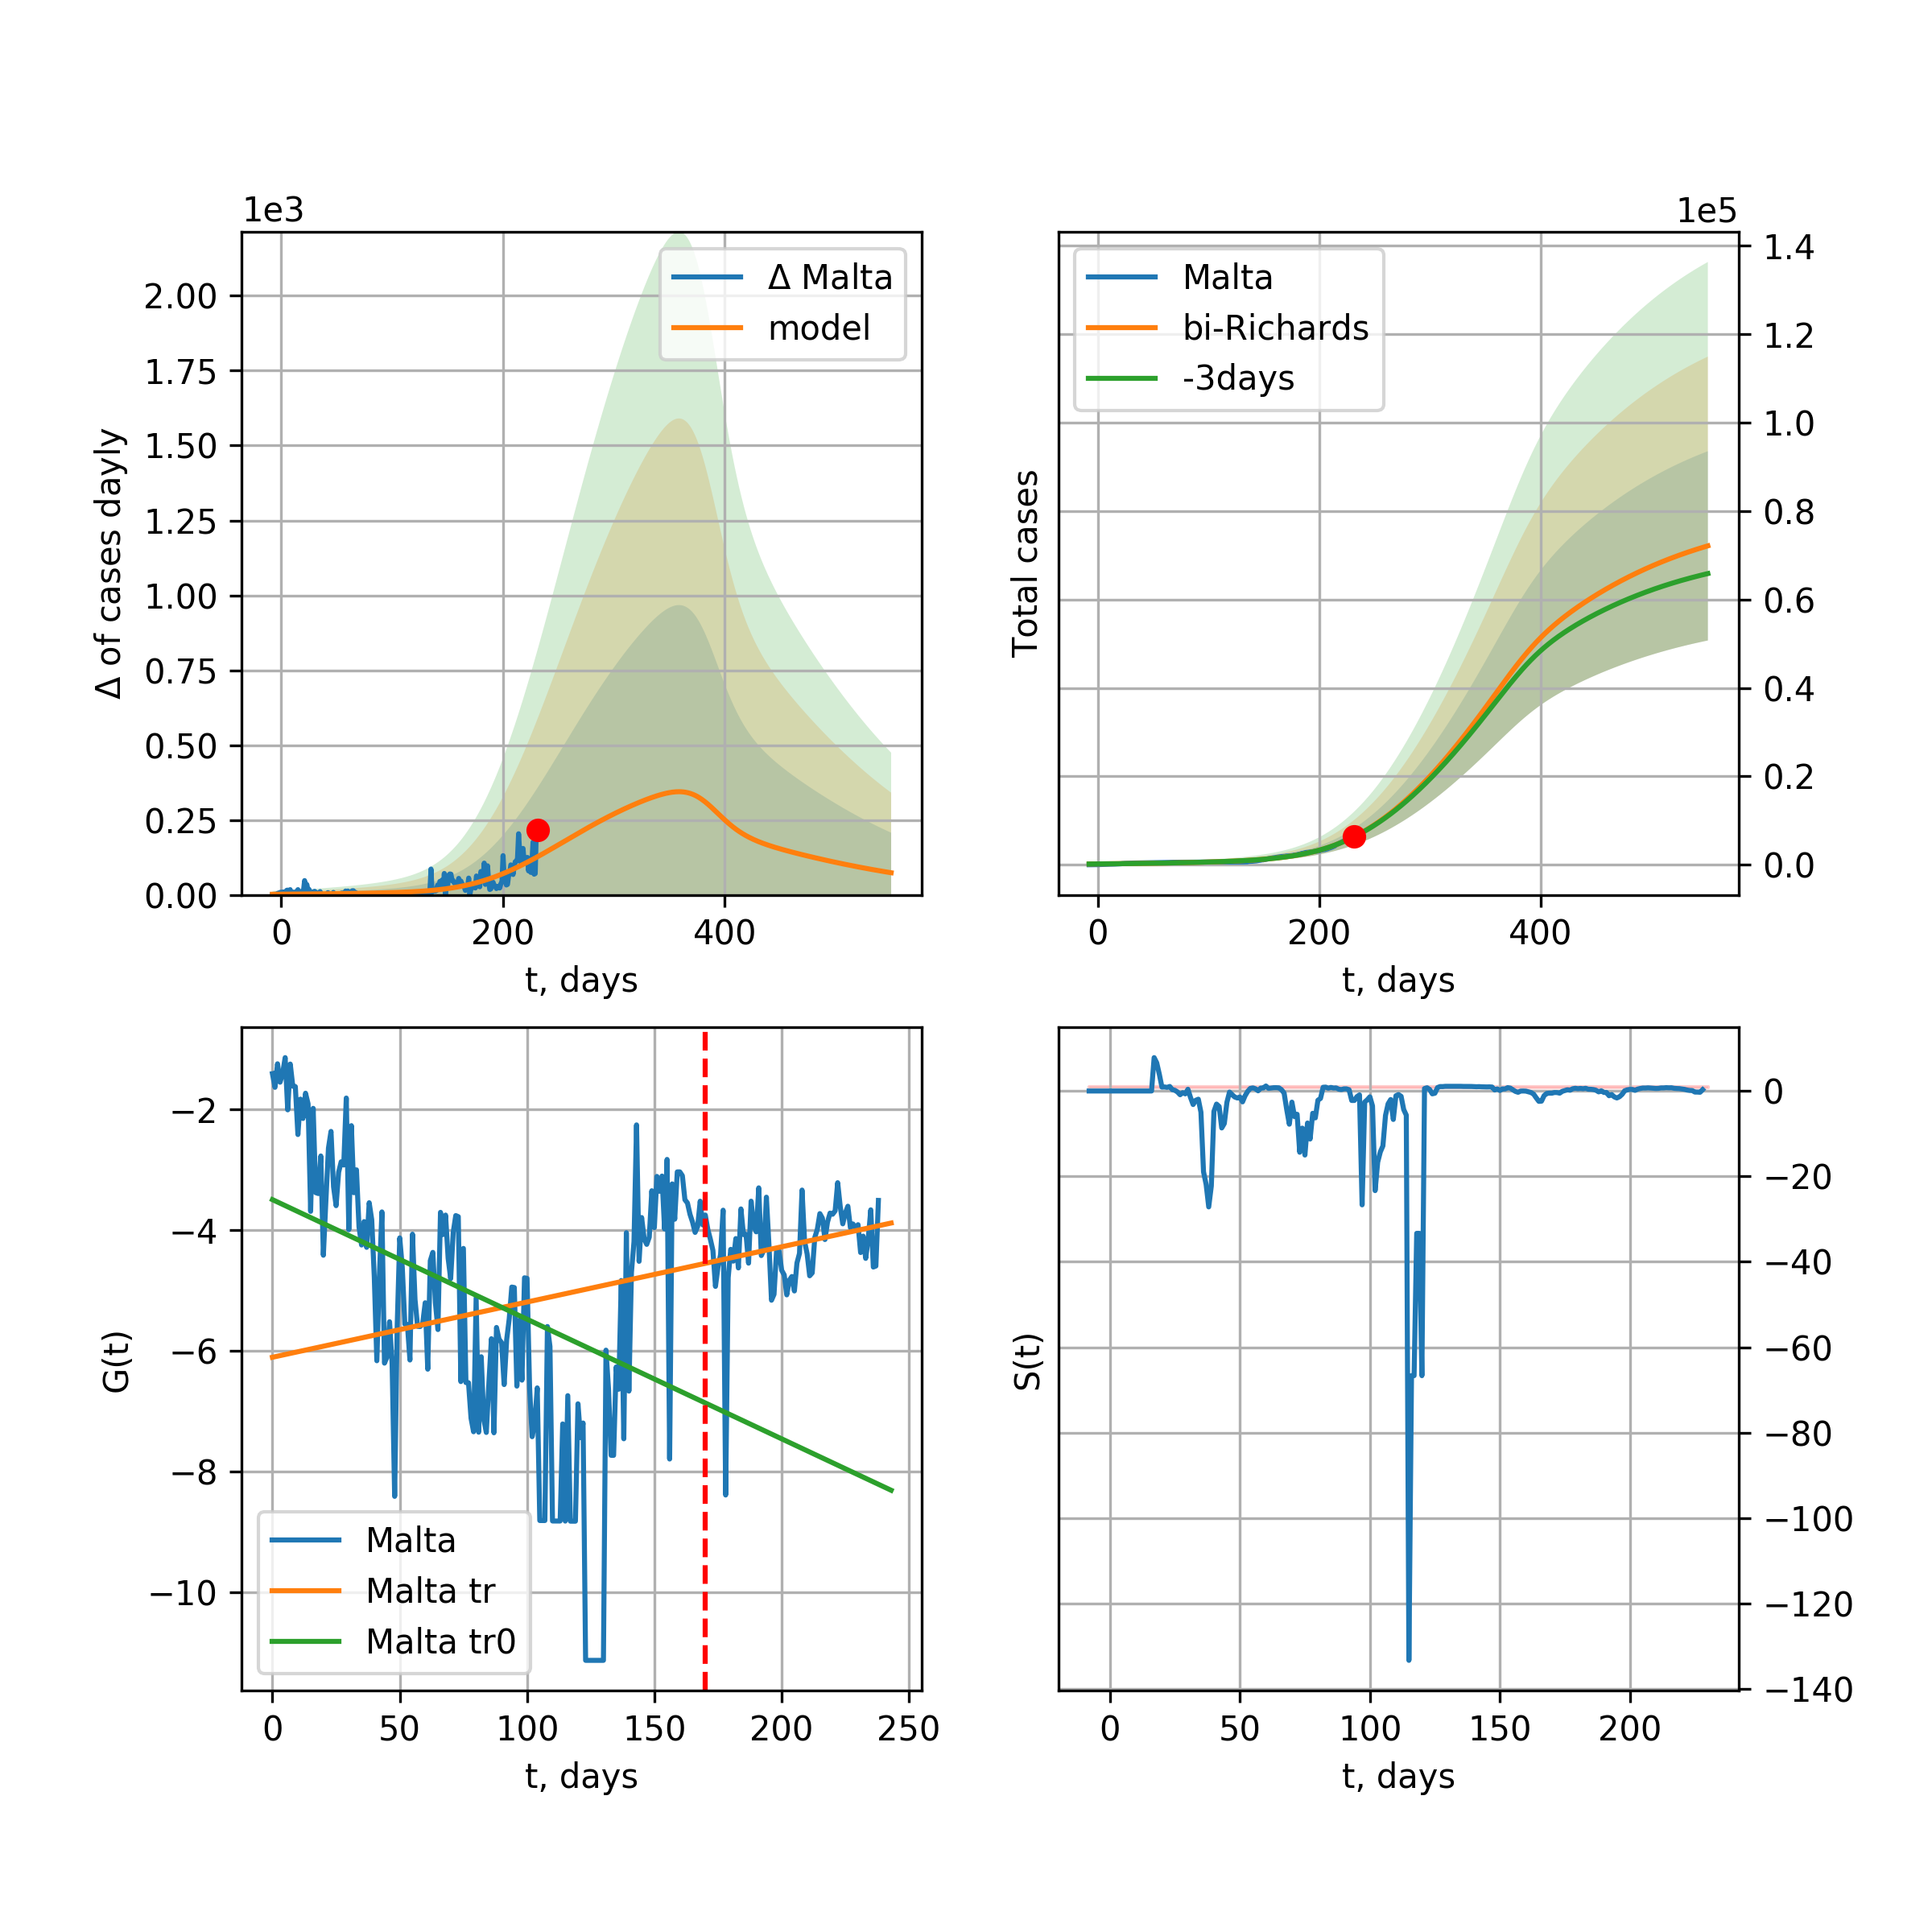 1e3
2.00
1.75
1.50
1.25
1.00
0.75
0.50
0.25
0.00
Δ of cases dayly
0 200 400
t, days
Δ Malta
model
1e5
1.4
1.2
1.0
0.8
0.6
0.4
0.2
0.0
Total cases
0 200 400
t, days
Malta
bi-Richards
-3days
−2
−4
−6
−8
−10
G(t)
0 50 100 150 200 250
t, days
Malta
Malta tr
Malta tr0
0
−20
−40
−60
−80
−100
−120
−140
S(t)
0 50 100 150 200
t, days